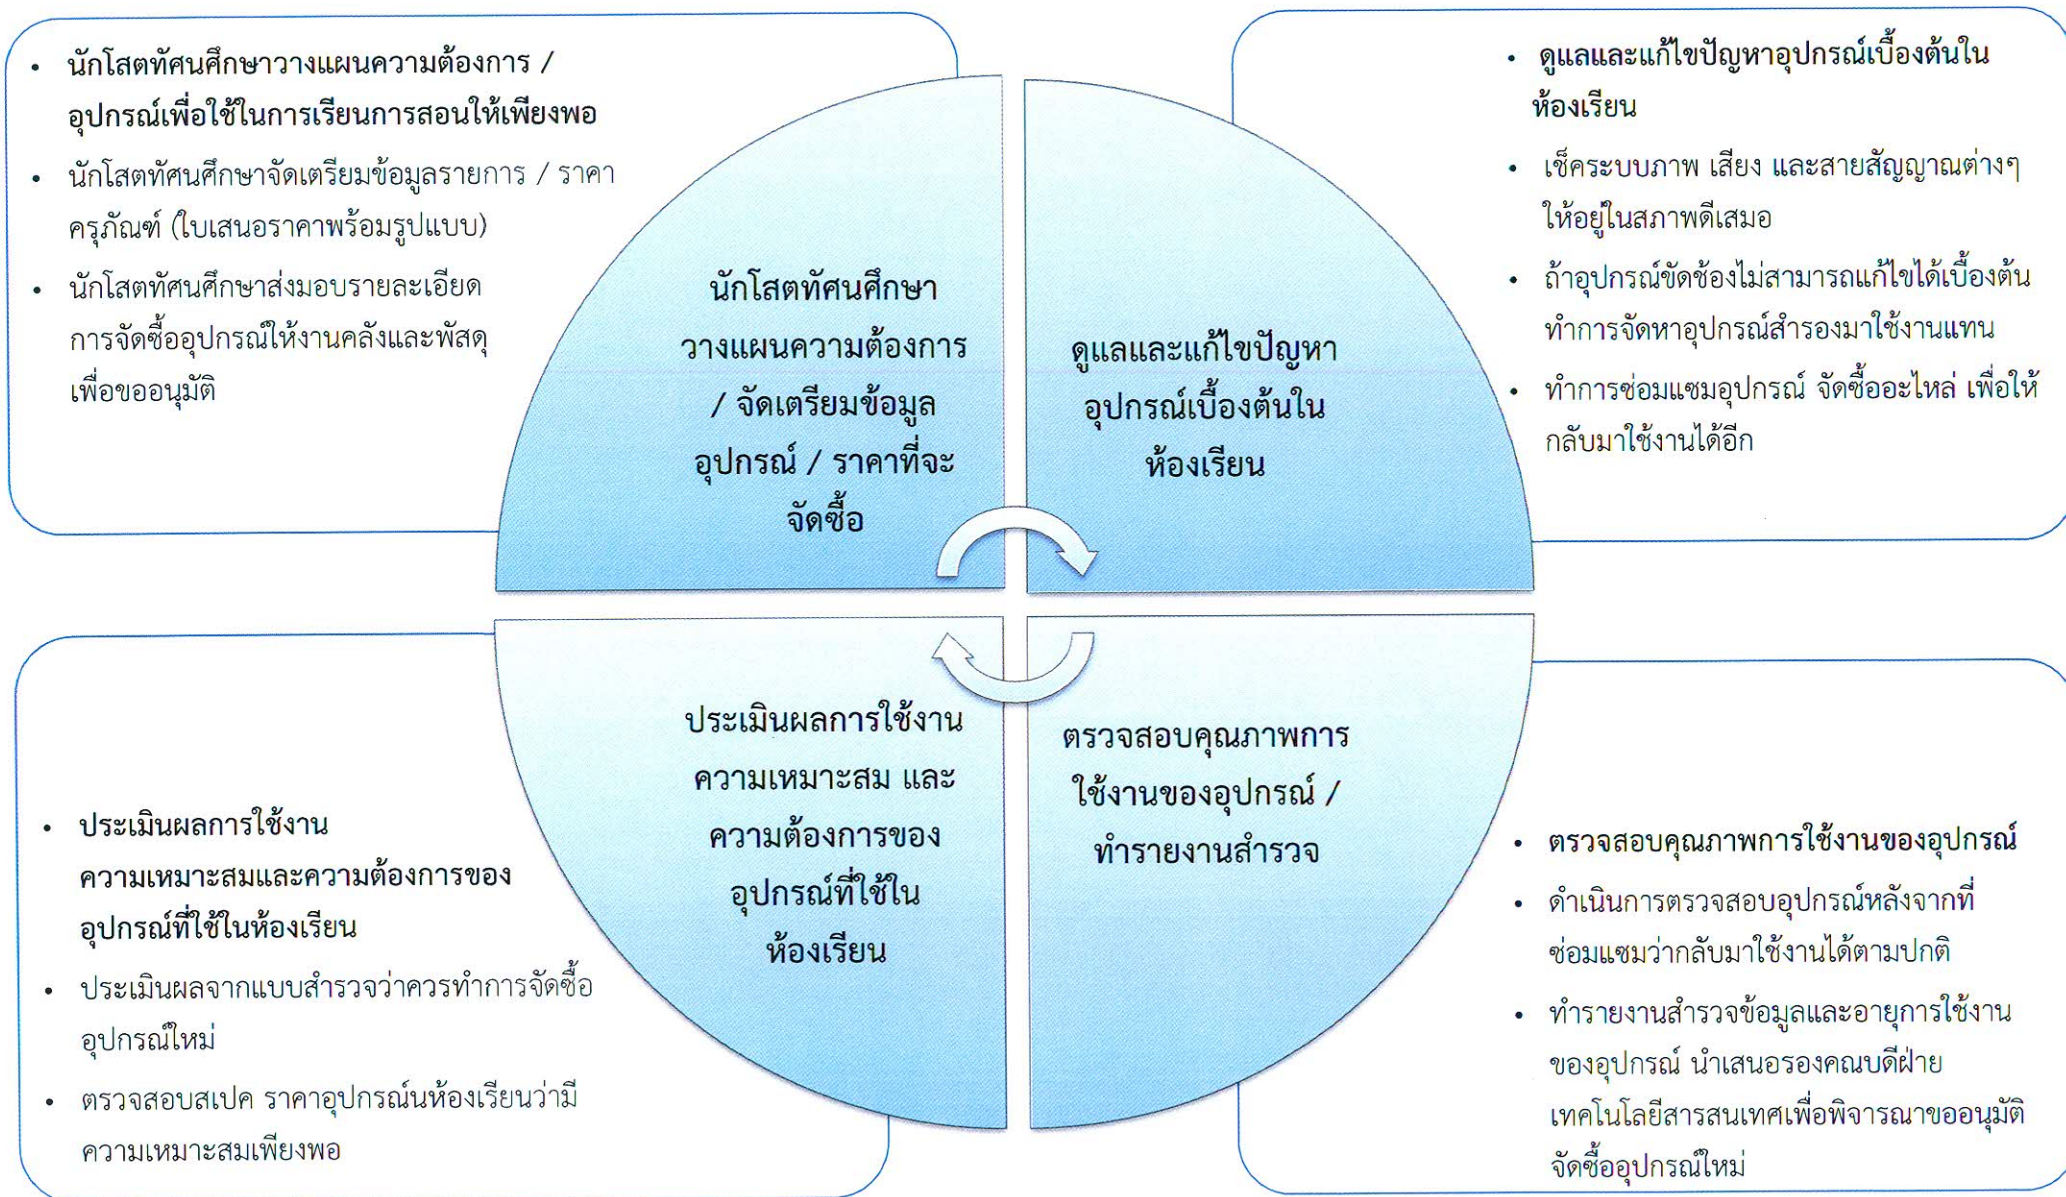 • นักโสตทัศนศึกษาวางแผนความต้องการ /
อุปกรณ์เพื่อใช้ในการเรียนการสอนให้เพียงพอ
• นักโสตทัศนศึกษาจัดเตรียมข้อมูลรายการ / ราคา
ครุภัณฑ์ (ใบเสนอราคาพร้อมรูปแบบ)
• นักโสตทัศนศึกษาส่งมอบรายละเอียด
การจัดซื้ออุปกรณ์ให้งานคลังและพัสดุ
เพื่อขออนุมัติ
นักโสตทัศนศึกษา
วางแผนความต้องการ
/ จัดเตรียมข้อมูล
อุปกรณ์ / ราคาที่จะ
จัดซื้อ
ดูแลและแก้ไขปัญหา
อุปกรณ์เบื้องต้นใน
ห้องเรียน
• ดูแลและแก้ไขปัญหาอุปกรณ์เบื้องต้นใน
ห้องเรียน
• เช็คระบบภาพ เสียง และสายสัญญาณต่างๆ
ให้อยู่ในสภาพดีเสมอ
• ถ้าอุปกรณ์ขัดช้องไม่สามารถแก้ไขได้เบื้องต้น
ทำการจัดหาอุปกรณ์สำรองมาใช้งานแทน
• ทำการซ่อมแซมอุปกรณ์ จัดซื้ออะไหล่ เพื่อให้
กลับมาใช้งานได้อีก
• ประเมินผลการใช้งาน
ความเหมาะสมและความต้องการของ
อุปกรณ์ที่ใช้ในห้องเรียน
• ประเมินผลจากแบบสำรวจว่าควรทำการจัดซื้อ
อุปกรณ์ใหม่
• ตรวจสอบสเปค ราคาอุปกรณ์นห้องเรียนว่ามี
ความเหมาะสมเพียงพอ
ประเมินผลการใช้งาน
ความเหมาะสม และ
ความต้องการของ
อุปกรณ์ที่ใช้ใน
ห้องเรียน
ตรวจสอบคุณภาพการ
ใช้งานของอุปกรณ์ /
ทำรายงานสำรวจ
• ตรวจสอบคุณภาพการใช้งานของอุปกรณ์
• ดำเนินการตรวจสอบอุปกรณ์หลังจากที่
ซ่อมแซมว่ากลับมาใช้งานได้ตามปกติ
• ทำรายงานสำรวจข้อมูลและอายุการใช้งาน
ของอุปกรณ์ นำเสนอรองคณบดีฝ่าย
เทคโนโลยีสารสนเทศเพื่อพิจารณาขออนุมัติ
จัดซื้ออุปกรณ์ใหม่